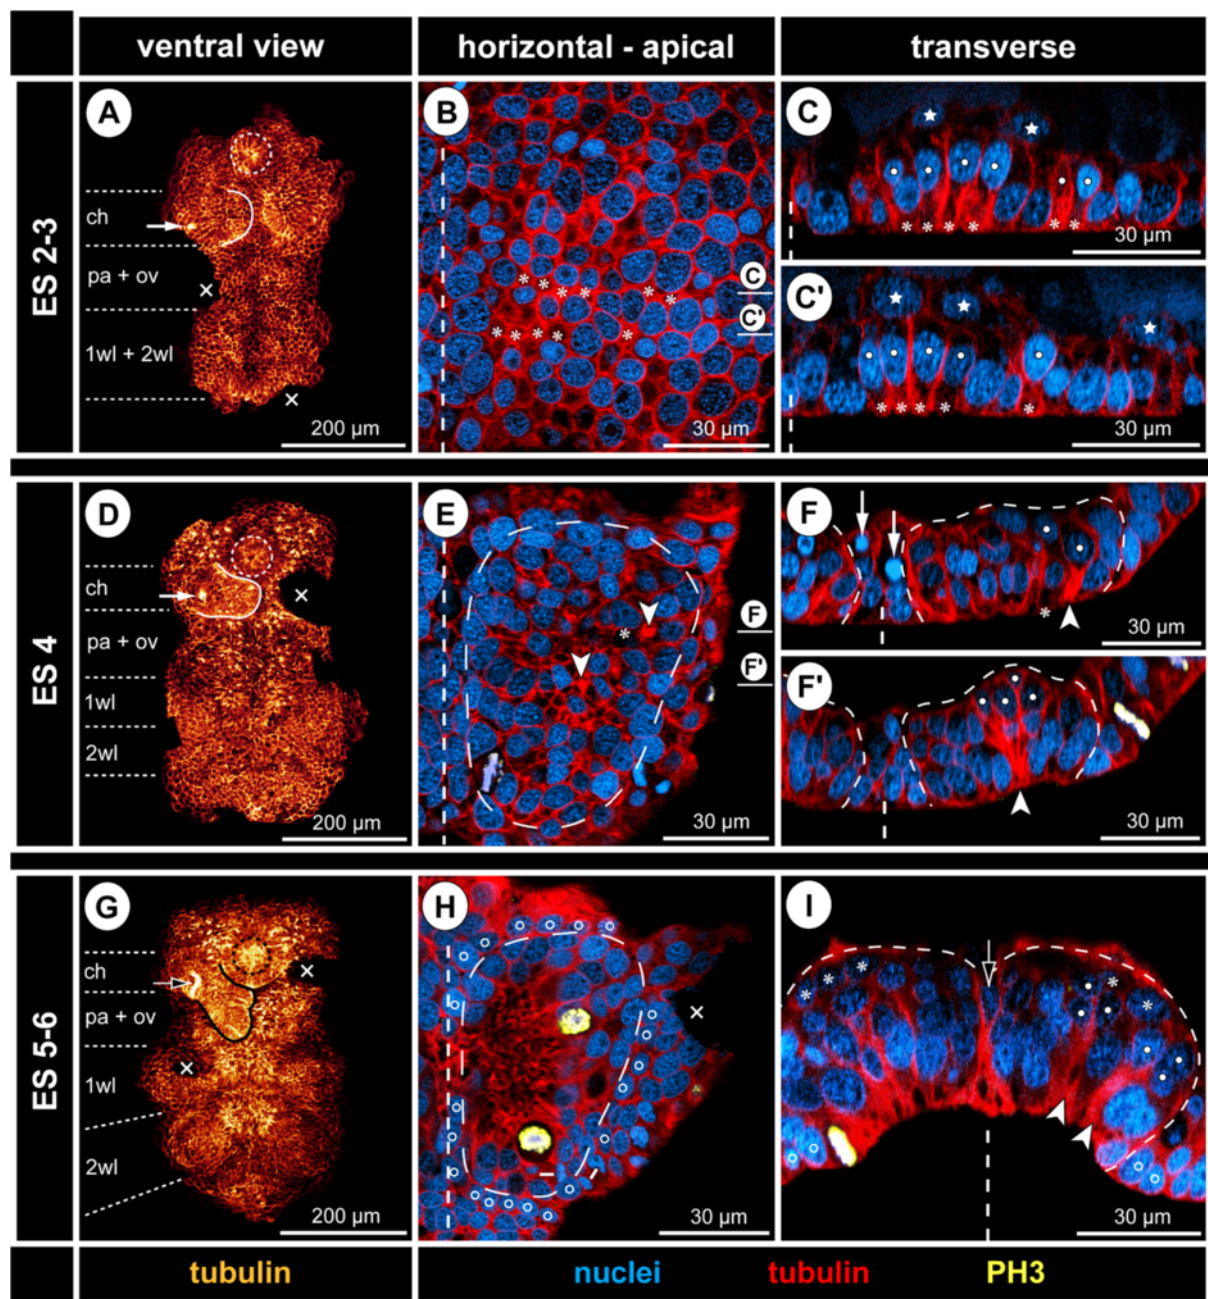 ventral view
horizontal - apical
transverse
ES 2-3
A
ch
pa + ov
1wl + 2wl
200 µm
B
C
C'
30 µm
C
30 µm
C'
30 µm
ES 4
D
ch
pa + ov
1wl
2wl
200 µm
E
F
F'
30 µm
F
30 µm
F'
30 µm
ES 5-6
G
ch
pa + ov
1wl
2wl
200 µm
H
30 µm
I
30 µm
tubulin
nuclei
tubulin
PH3